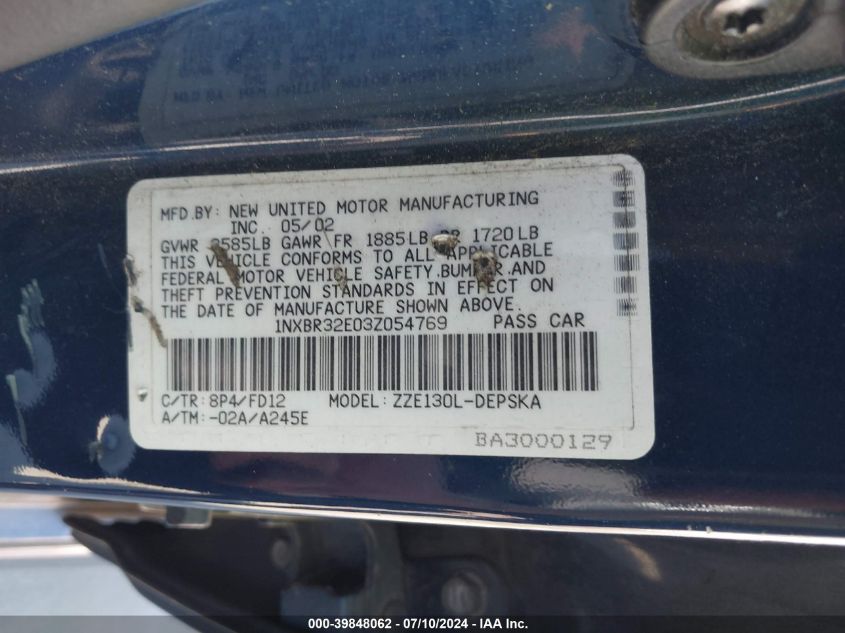 MFD.BY: NEW UNITED MOTOR MANUFACTURING
INC. 05/02
GVWR 3585LB GAWR FR 1885LB RR 1720LB
THIS VEHICLE CONFORMS TO ALL APPLICABLE
FEDERAL MOTOR VEHICLE SAFETY, BUMPER, AND
THEFT PREVENTION STANDARDS IN EFFECT ON
THE DATE OF MANUFACTURE SHOWN ABOVE.
1NXBR32E03Z054769 PASS CAR
C/TR: 8P4/FD12 MODEL: ZZE130L-DEPSKA
A/TM: -02A/A245E
BA3000129
000-39848062 - 07/10/2024 - IAAI Inc.